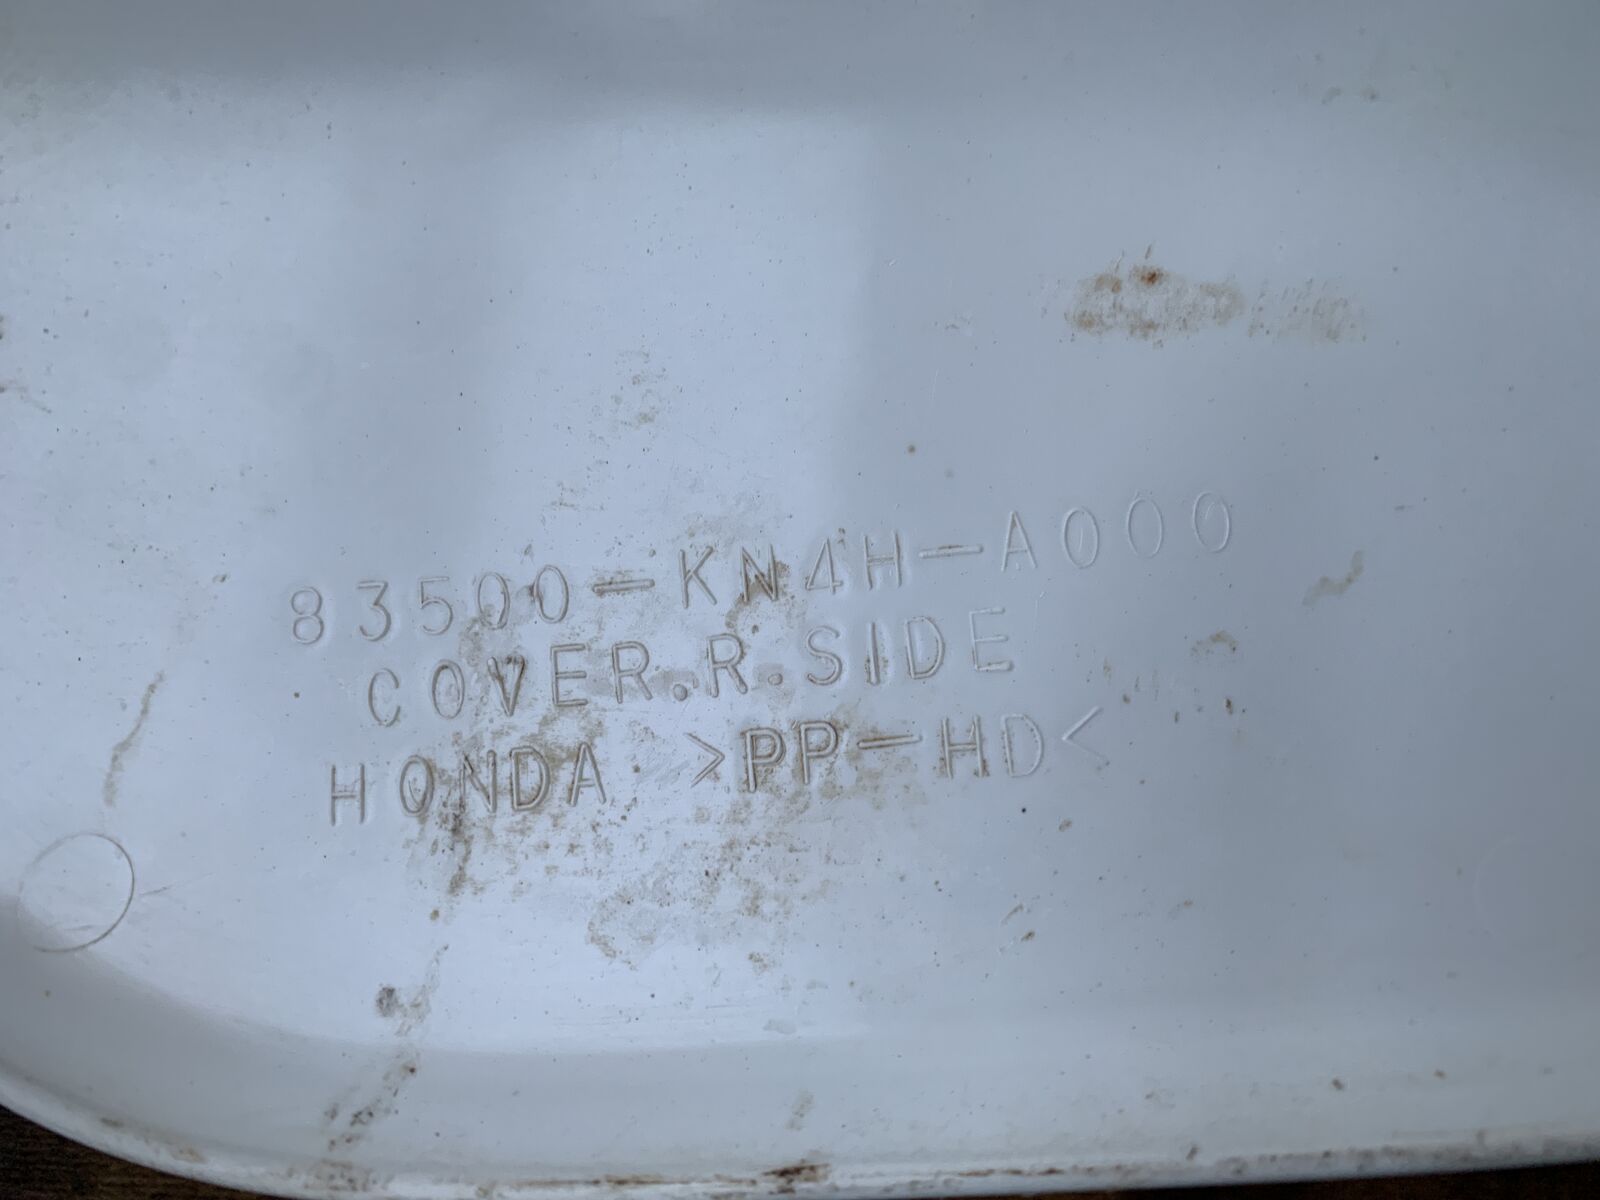 83500-KN4H-A000
COVER.R.SIDE
HONDA >PP-HD<